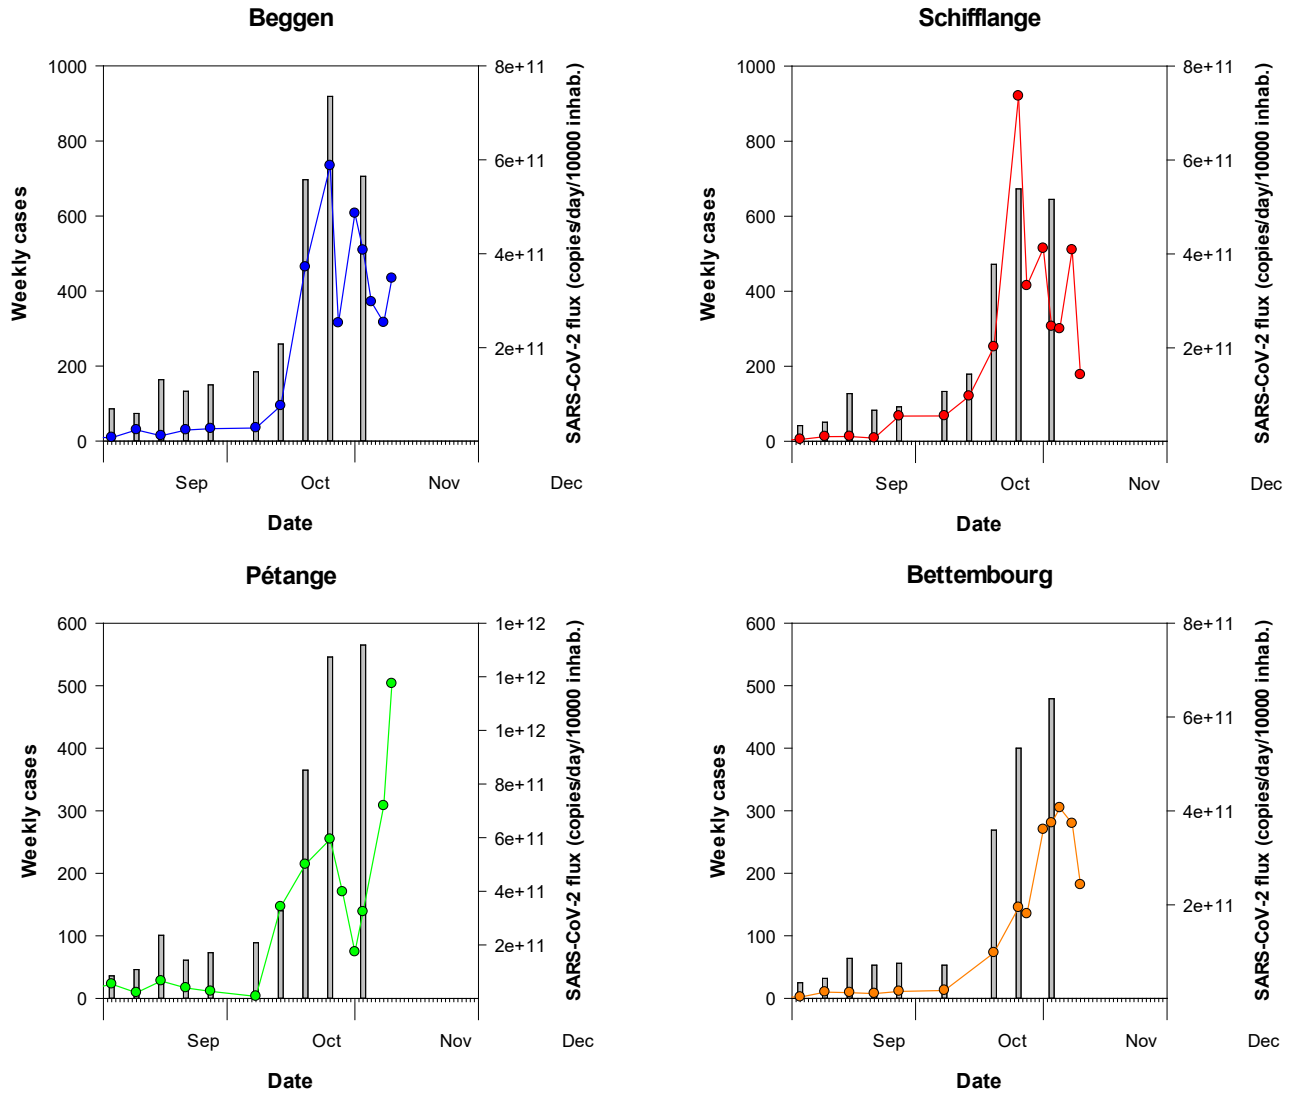 Beggen
1000
800
600
400
200
0
Weekly cases
8e+11
6e+11
4e+11
2e+11
SARS-CoV-2 flux (copies/day/10000 inhab.)
Sep Oct Nov Dec
Date
Schifflange
1000
800
600
400
200
0
Weekly cases
8e+11
6e+11
4e+11
2e+11
SARS-CoV-2 flux (copies/day/10000 inhab.)
Sep Oct Nov Dec
Date
Pétange
600
500
400
300
200
100
0
Weekly cases
1e+12
1e+12
1e+12
8e+11
6e+11
4e+11
2e+11
SARS-CoV-2 flux (copies/day/10000 inhab.)
Sep Oct Nov Dec
Date
Bettembourg
600
500
400
300
200
100
0
Weekly cases
8e+11
6e+11
4e+11
2e+11
SARS-CoV-2 flux (copies/day/10000 inhab.)
Sep Oct Nov
Date